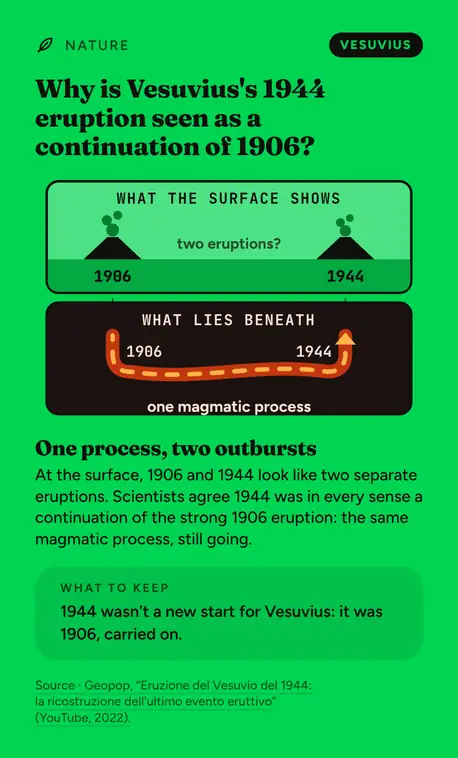 NATURE
VESUVIUS
Why is Vesuvius's 1944
eruption seen as a
continuation of 1906?
WHAT THE SURFACE SHOWS
two eruptions?
1906
1944
WHAT LIES BENEATH
1906
1944
one magmatic process
One process, two outbursts
At the surface, 1906 and 1944 look like two separate
eruptions. Scientists agree 1944 was in every sense a
continuation of the strong 1906 eruption: the same
magmatic process, still going.
WHAT TO KEEP
1944 wasn't a new start for Vesuvius: it was
1906, carried on.
Source · Geopop, “Eruzione del Vesuvio del 1944:
la ricostruzione dell'ultimo evento eruttivo”
(YouTube, 2022).